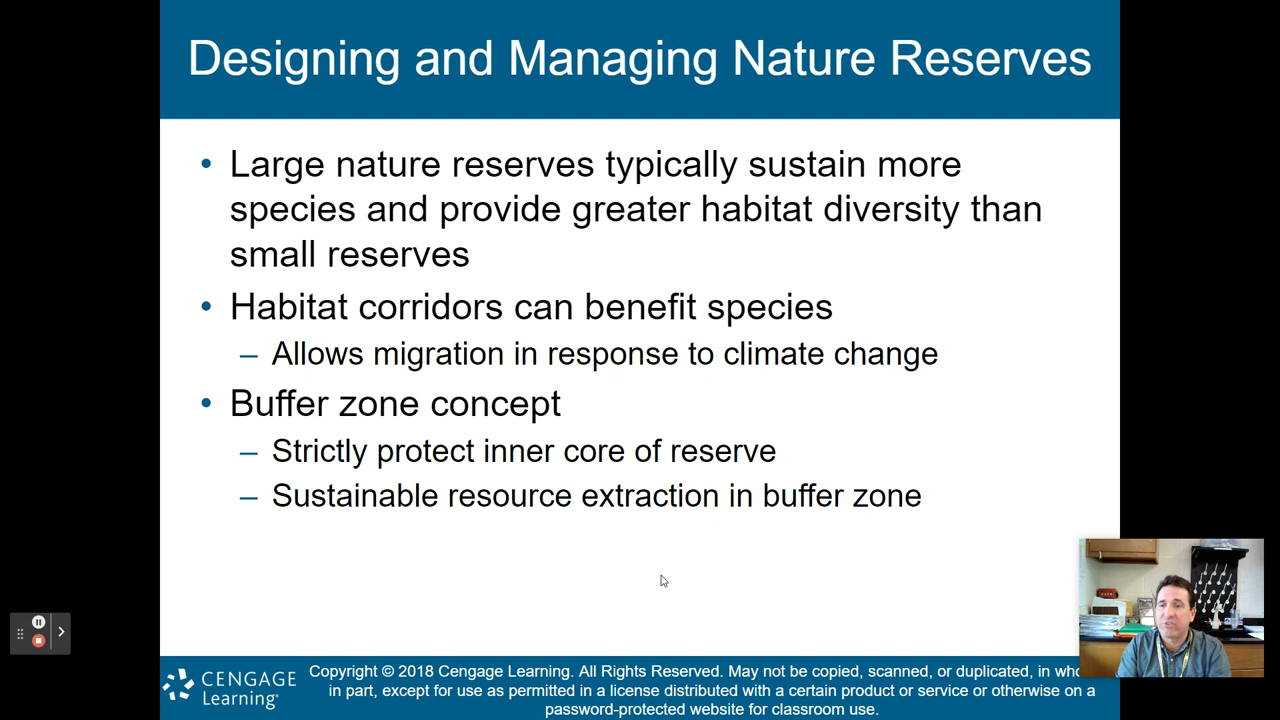 Designing and Managing Nature Reserves
• Large nature reserves typically sustain more
species and provide greater habitat diversity than
small reserves
• Habitat corridors can benefit species
– Allows migration in response to climate change
• Buffer zone concept
– Strictly protect inner core of reserve
– Sustainable resource extraction in buffer zone
CENGAGE
Learning
Copyright © 2018 Cengage Learning. All Rights Reserved. May not be copied, scanned, or duplicated, in
in part, except for use as permitted in a license distributed with a certain product or service or otherwise on a
password-protected website for classroom use.